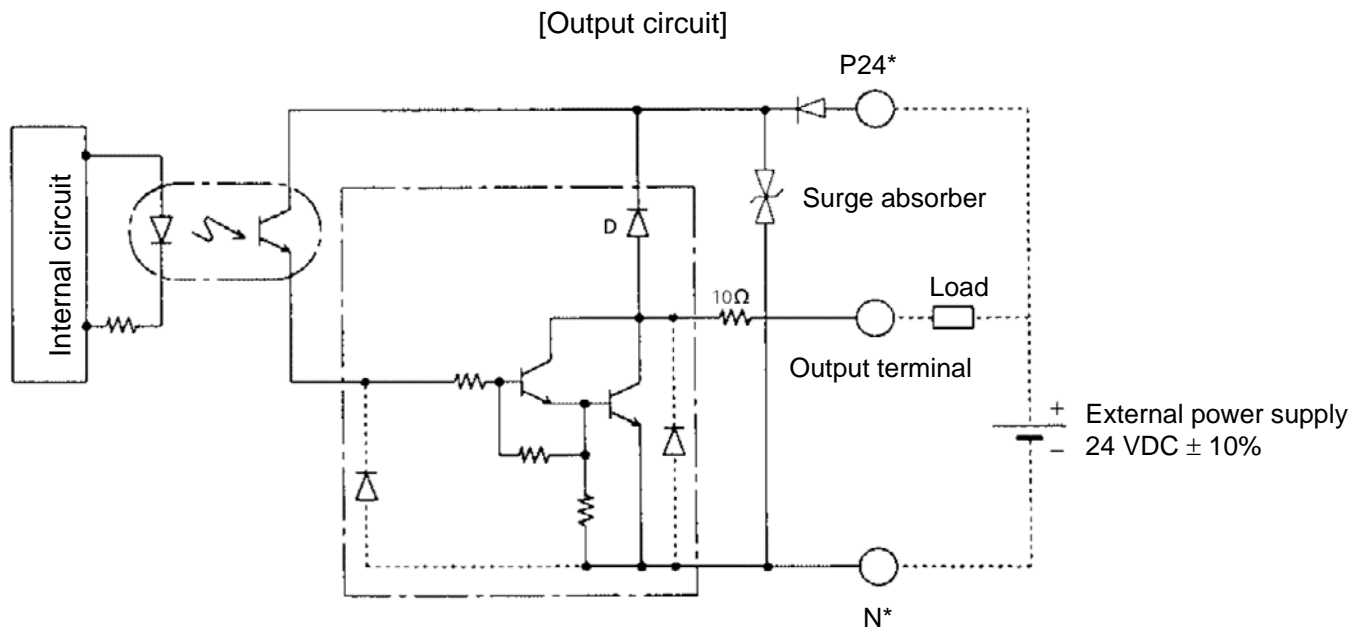 [Output circuit]
P24*
Internal circuit
Surge absorber
D
10Ω
Load
Output terminal
+
External power supply
−
24 VDC ± 10%
N*